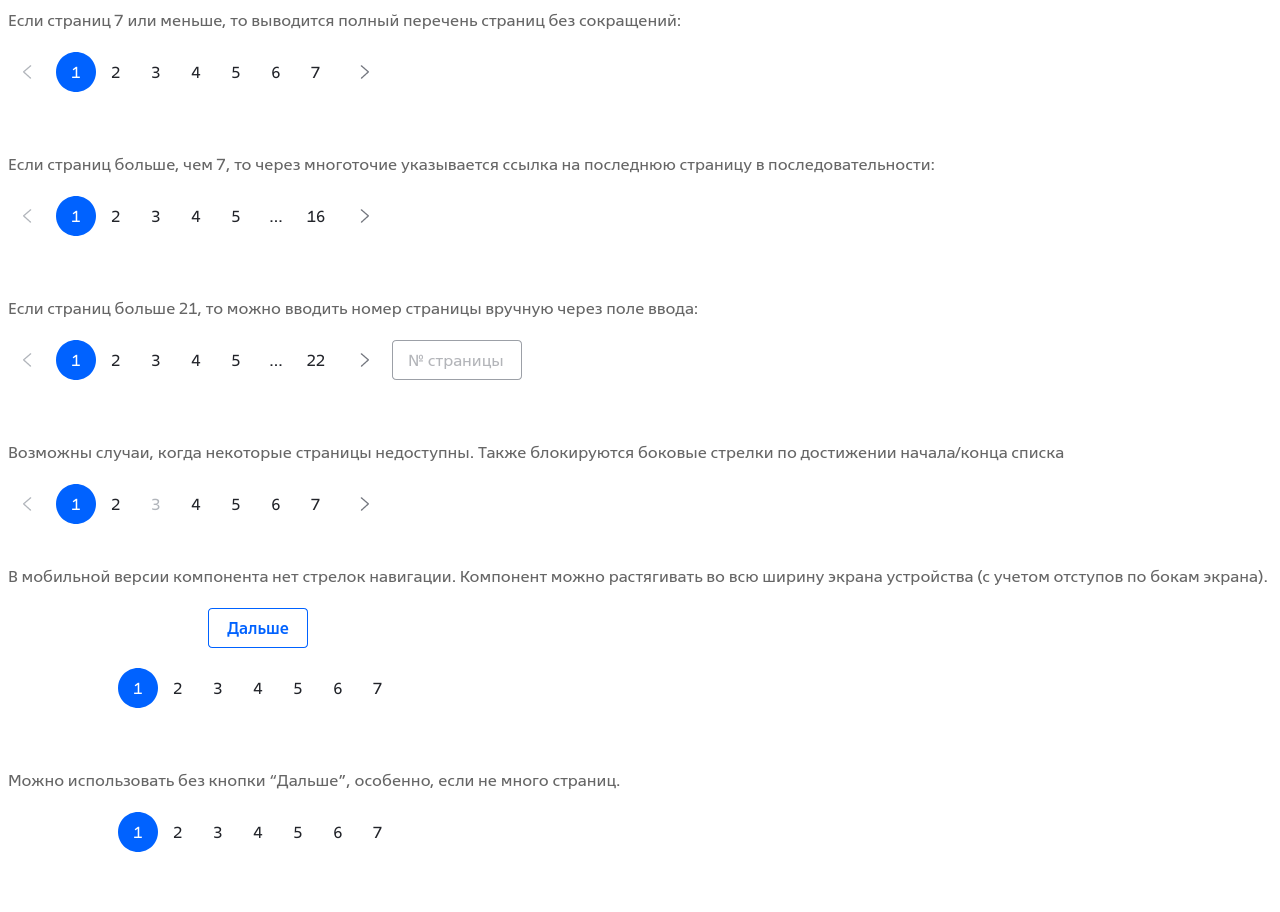 Если страниц 7 или меньше, то выводится полный перечень страниц без сокращений:
1 2 3 4 5 6 7
Если страниц больше, чем 7, то через многоточие указывается ссылка на последнюю страницу в последовательности:
1 2 3 4 5 ... 16
Если страниц больше 21, то можно вводить номер страницы вручную через поле ввода:
1 2 3 4 5 ... 22 № страницы
Возможны случаи, когда некоторые страницы недоступны. Также блокируются боковые стрелки по достижении начала/конца списка
1 2 3 4 5 6 7
В мобильной версии компонента нет стрелок навигации. Компонент можно растягивать во всю ширину экрана устройства (с учетом отступов по бокам экрана).
Дальше
1 2 3 4 5 6 7
Можно использовать без кнопки “Дальше”, особенно, если не много страниц.
1 2 3 4 5 6 7